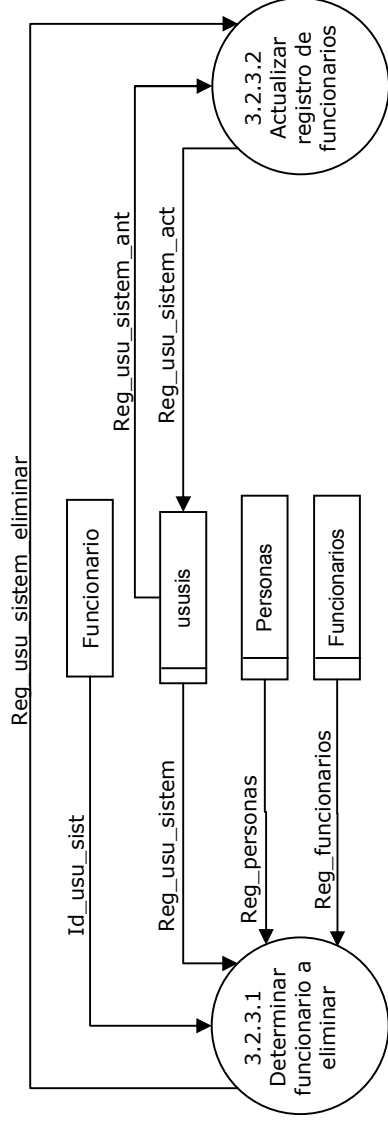 Reg_usu_sistem_eliminar
Id_usu_sist
Funcionario
Reg_usu_sistem_ant
Reg_usu_sistem
ususis
Reg_usu_sistem_act
Reg_personas
Personas
Reg_funcionarios
Funcionarios
3.2.3.1
Determinar
funcionario a
eliminar
3.2.3.2
Actualizar
registro de
funcionarios